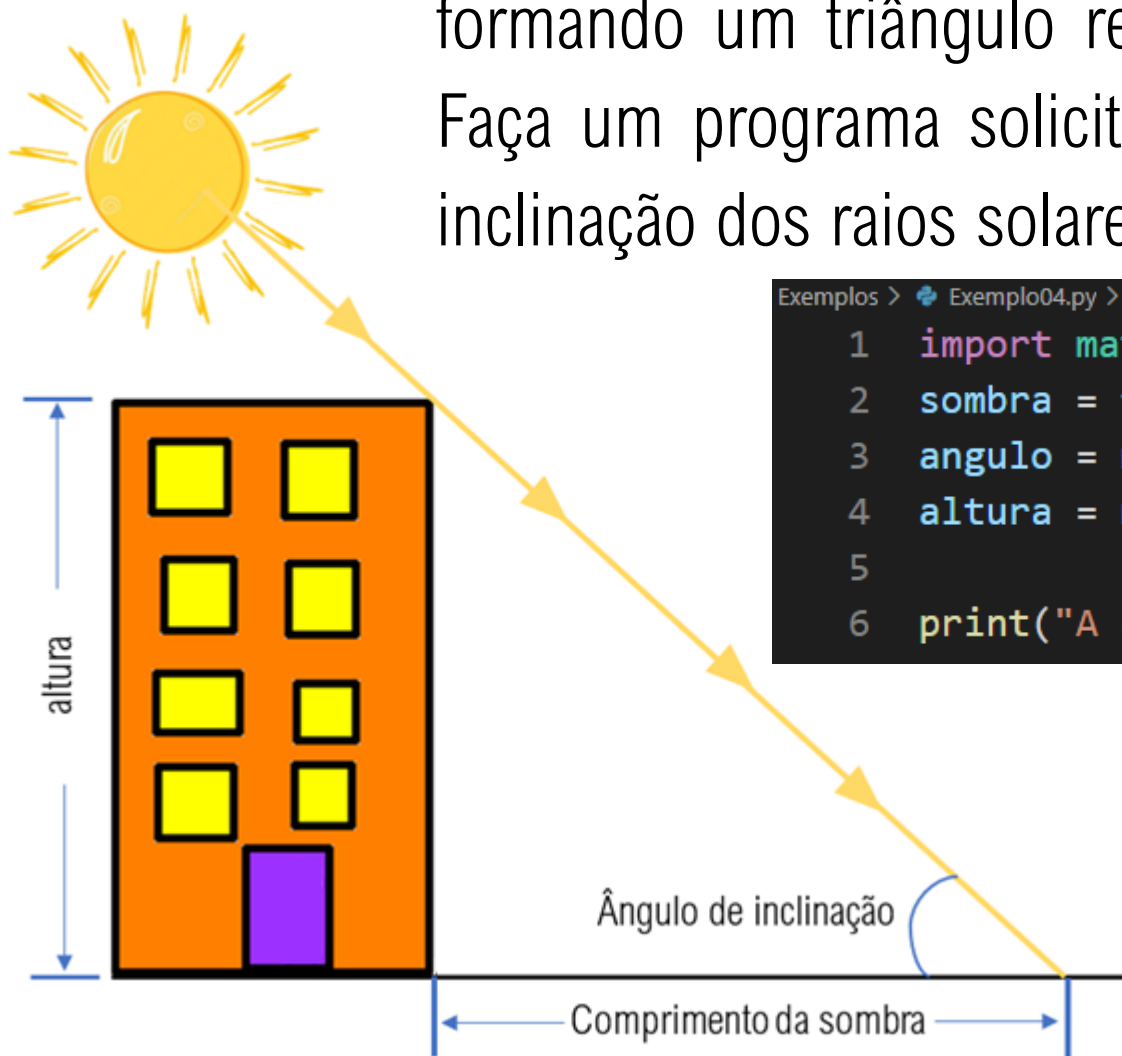 formando um triângulo re
Faça um programa solicit
inclinação dos raios solare
Exemplos > Exemplo04.py >
1 import ma
2 sombra =
3 angulo =
4 altura =
5
6 print("A
altura
Ângulo de inclinação
Comprimento da sombra